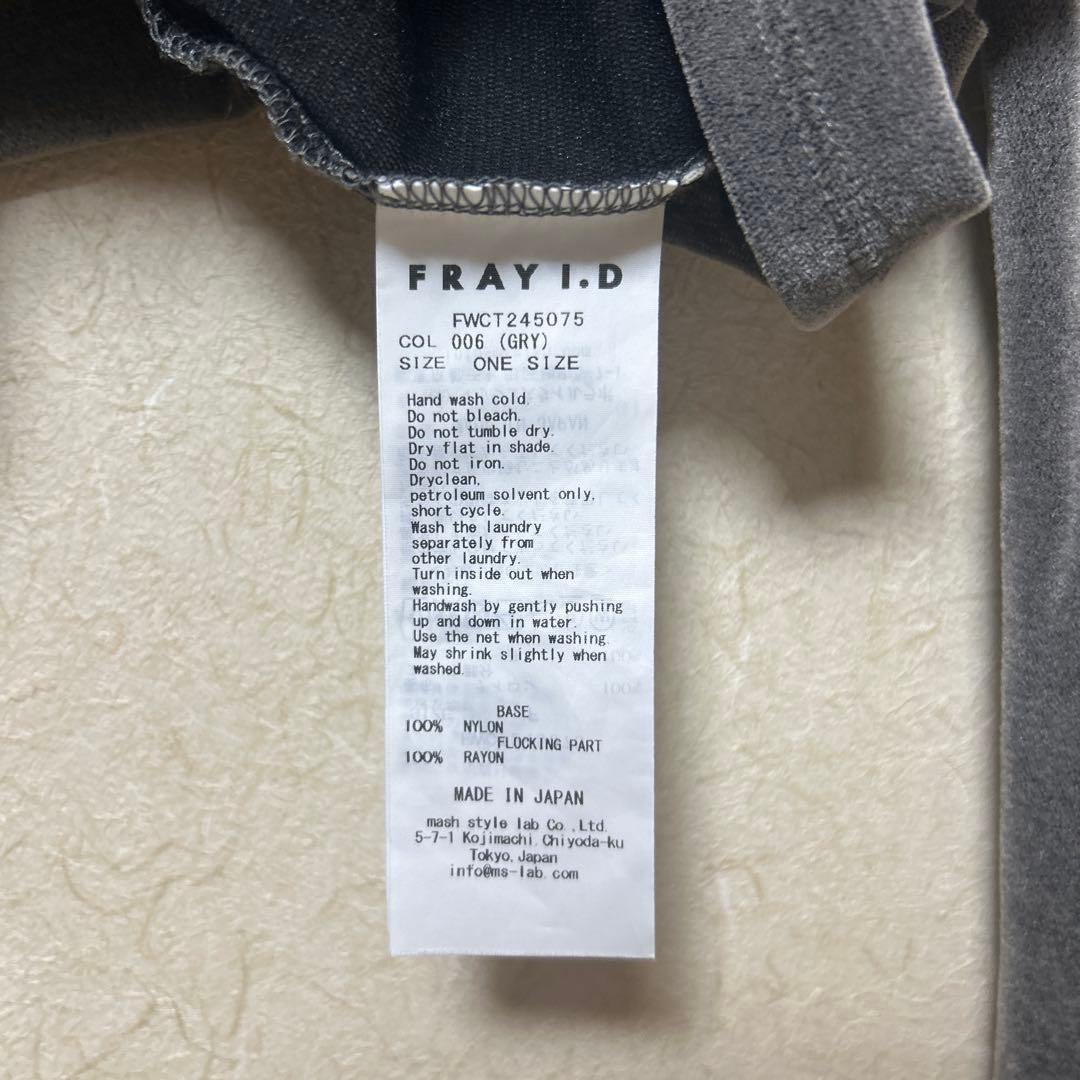 FRAY I.D
FWCT245075
COL 006 (GRY)
SIZE ONE SIZE
Hand wash cold.
Do not bleach.
Do not tumble dry.
Dry flat in shade.
Do not iron.
Dryclean,
petroleum solvent only,
short cycle.
Wash the laundry
separately from
other laundry.
Turn inside out when
washing.
Handwash by gently pushing
up and down in water.
Use the net when washing.
May shrink slightly when
washed.
BASE
100% NYLON
FLOCKING PART
100% RAYON
MADE IN JAPAN
mash style lab Co.,Ltd.
5-7-1 Kojimachi,Chiyoda-ku
Tokyo,Japan
info@ms-lab.com